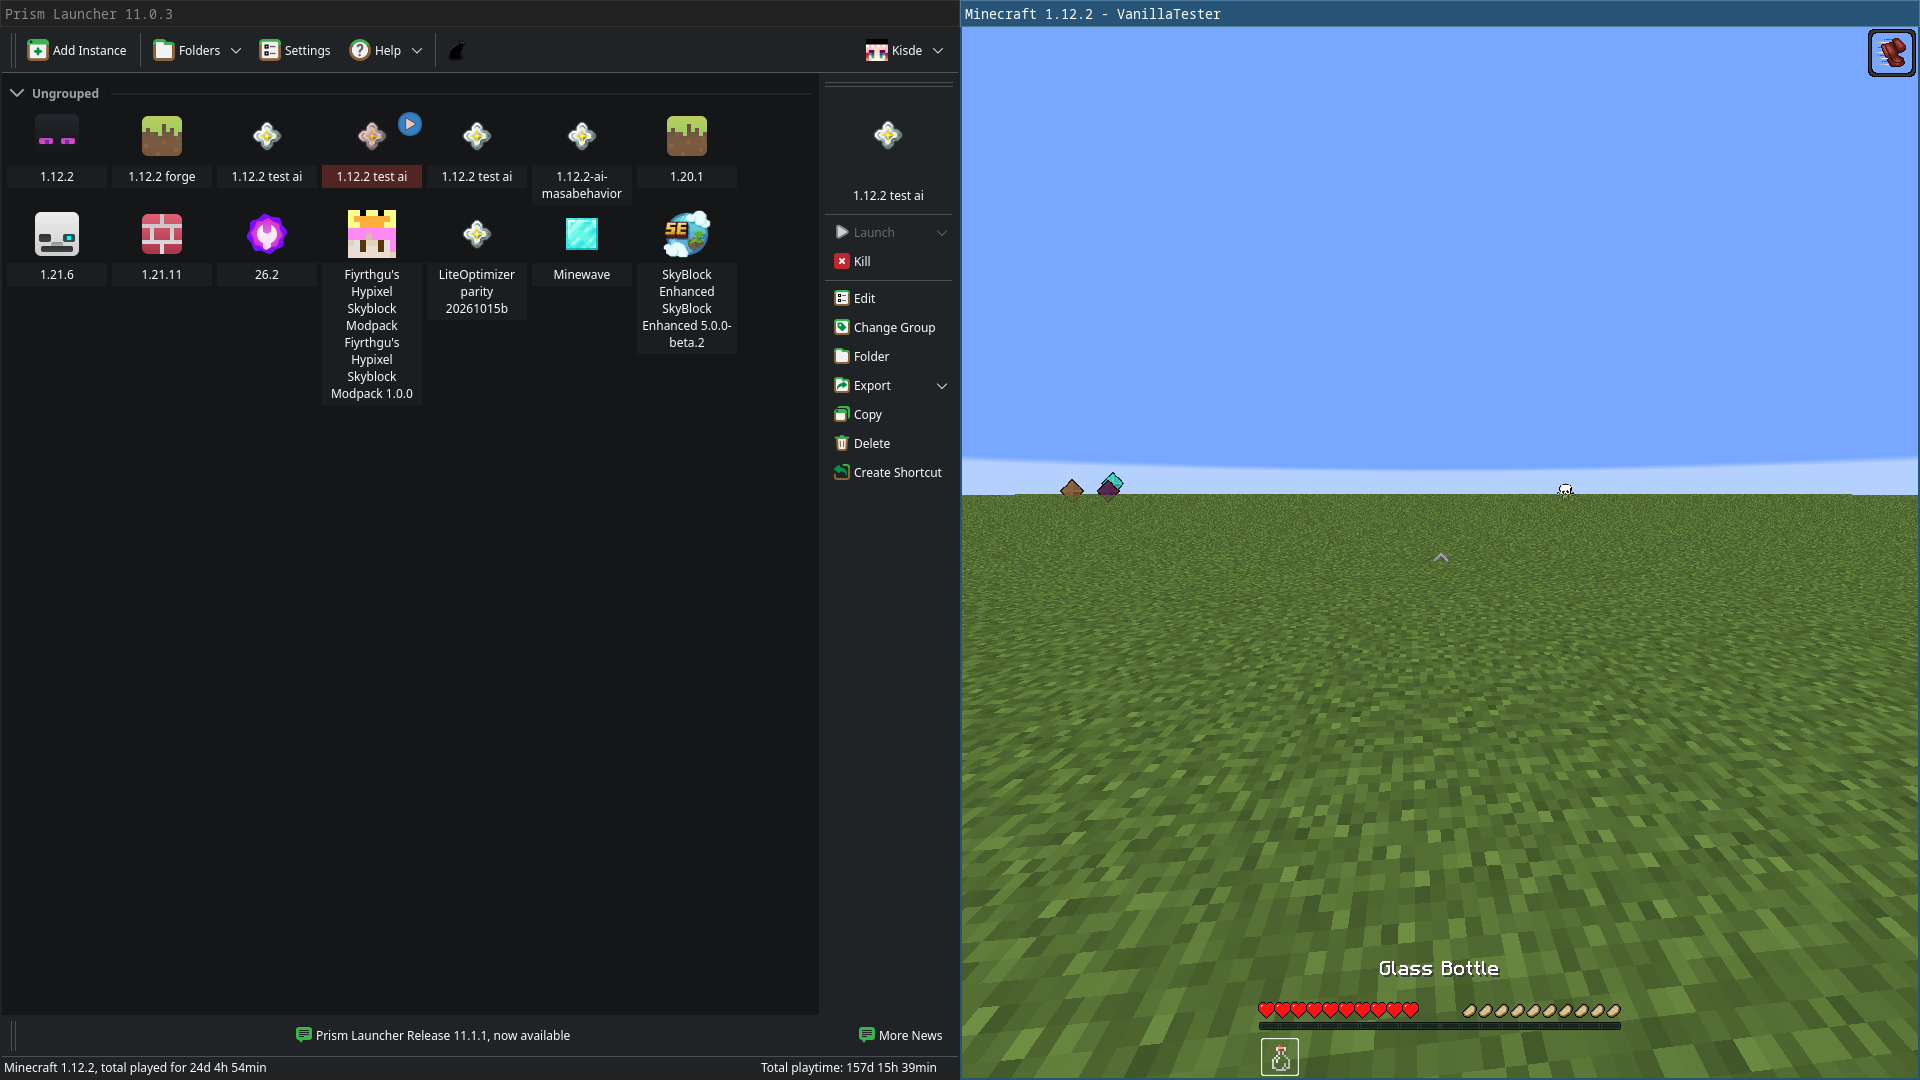 Prism Launcher 11.0.3
Add Instance
Folders
Settings
Help
Kisde
Ungrouped
1.12.2
1.12.2 forge
1.12.2 test ai
1.12.2 test ai
1.12.2 test ai
1.12.2-ai-
masabehavior
1.20.1
1.21.6
1.21.11
26.2
Fiyrthgu's
Hypixel
Skyblock
Modpack
Fiyrthgu's
Hypixel
Skyblock
Modpack 1.0.0
LiteOptimizer
parity
20261015b
Minewave
SE
SkyBlock
Enhanced
SkyBlock
Enhanced 5.0.0-
beta.2
1.12.2 test ai
Launch
Kill
Edit
Change Group
Folder
Export
Copy
Delete
Create Shortcut
Prism Launcher Release 11.1.1, now available
More News
Minecraft 1.12.2, total played for 24d 4h 54min
Total playtime: 157d 15h 39min
Minecraft 1.12.2 - VanillaTester
Glass Bottle